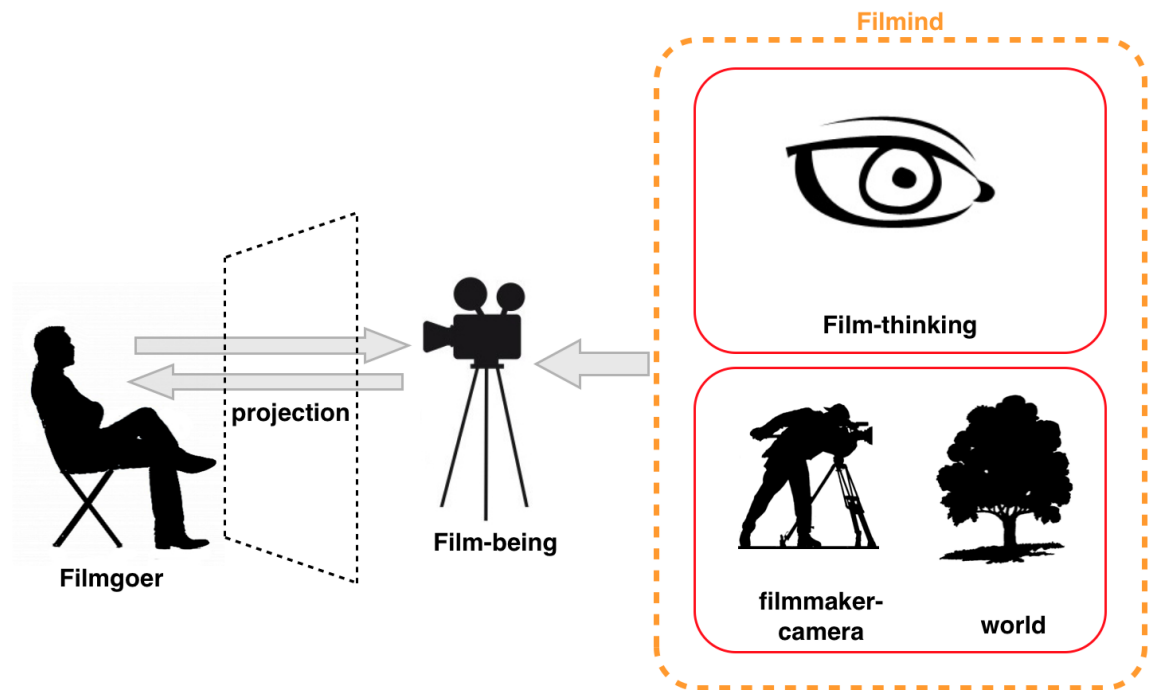 Filmind
Film-thinking
projection
Film-being
Filmgoer
filmmaker-
camera
world